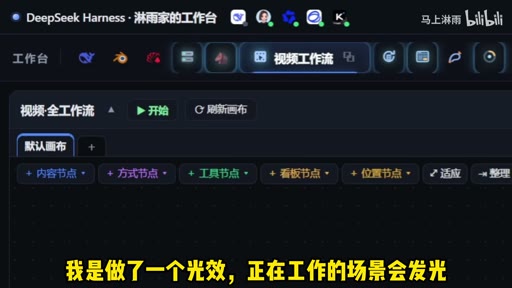 DeepSeek Harness · 淋雨家的工作台
马上淋雨 bilibili
工作台
视频工作流
视频·全工作流 ▲ ▶ 开始 刷新画布
默认画布 +
+ 内容节点 + 方式节点 + 工具节点 + 看板节点 + 位置节点 适应 整理
我是做了一个光效，正在工作的场景会发光